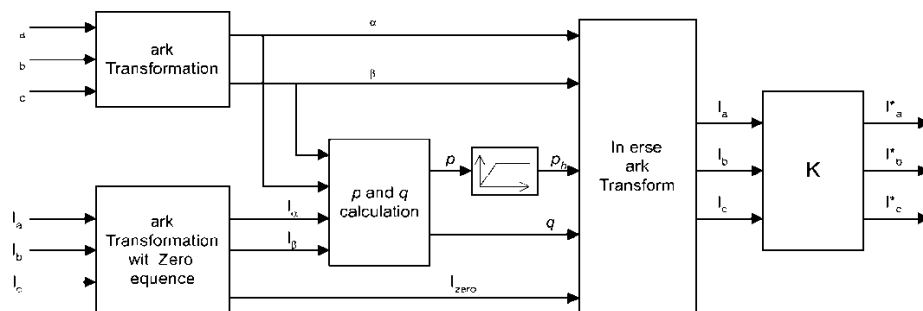 a
b
c
ark
Transformation
α
β
I_a
I_b
I_c
ark
Transformation
wit Zero
equence
I_α
I_β
I_zero
p and q
calculation
p
p_h
q
In erse
ark
Transform
I_a
I_b
I_c
K
I*_a
I*_b
I*_c